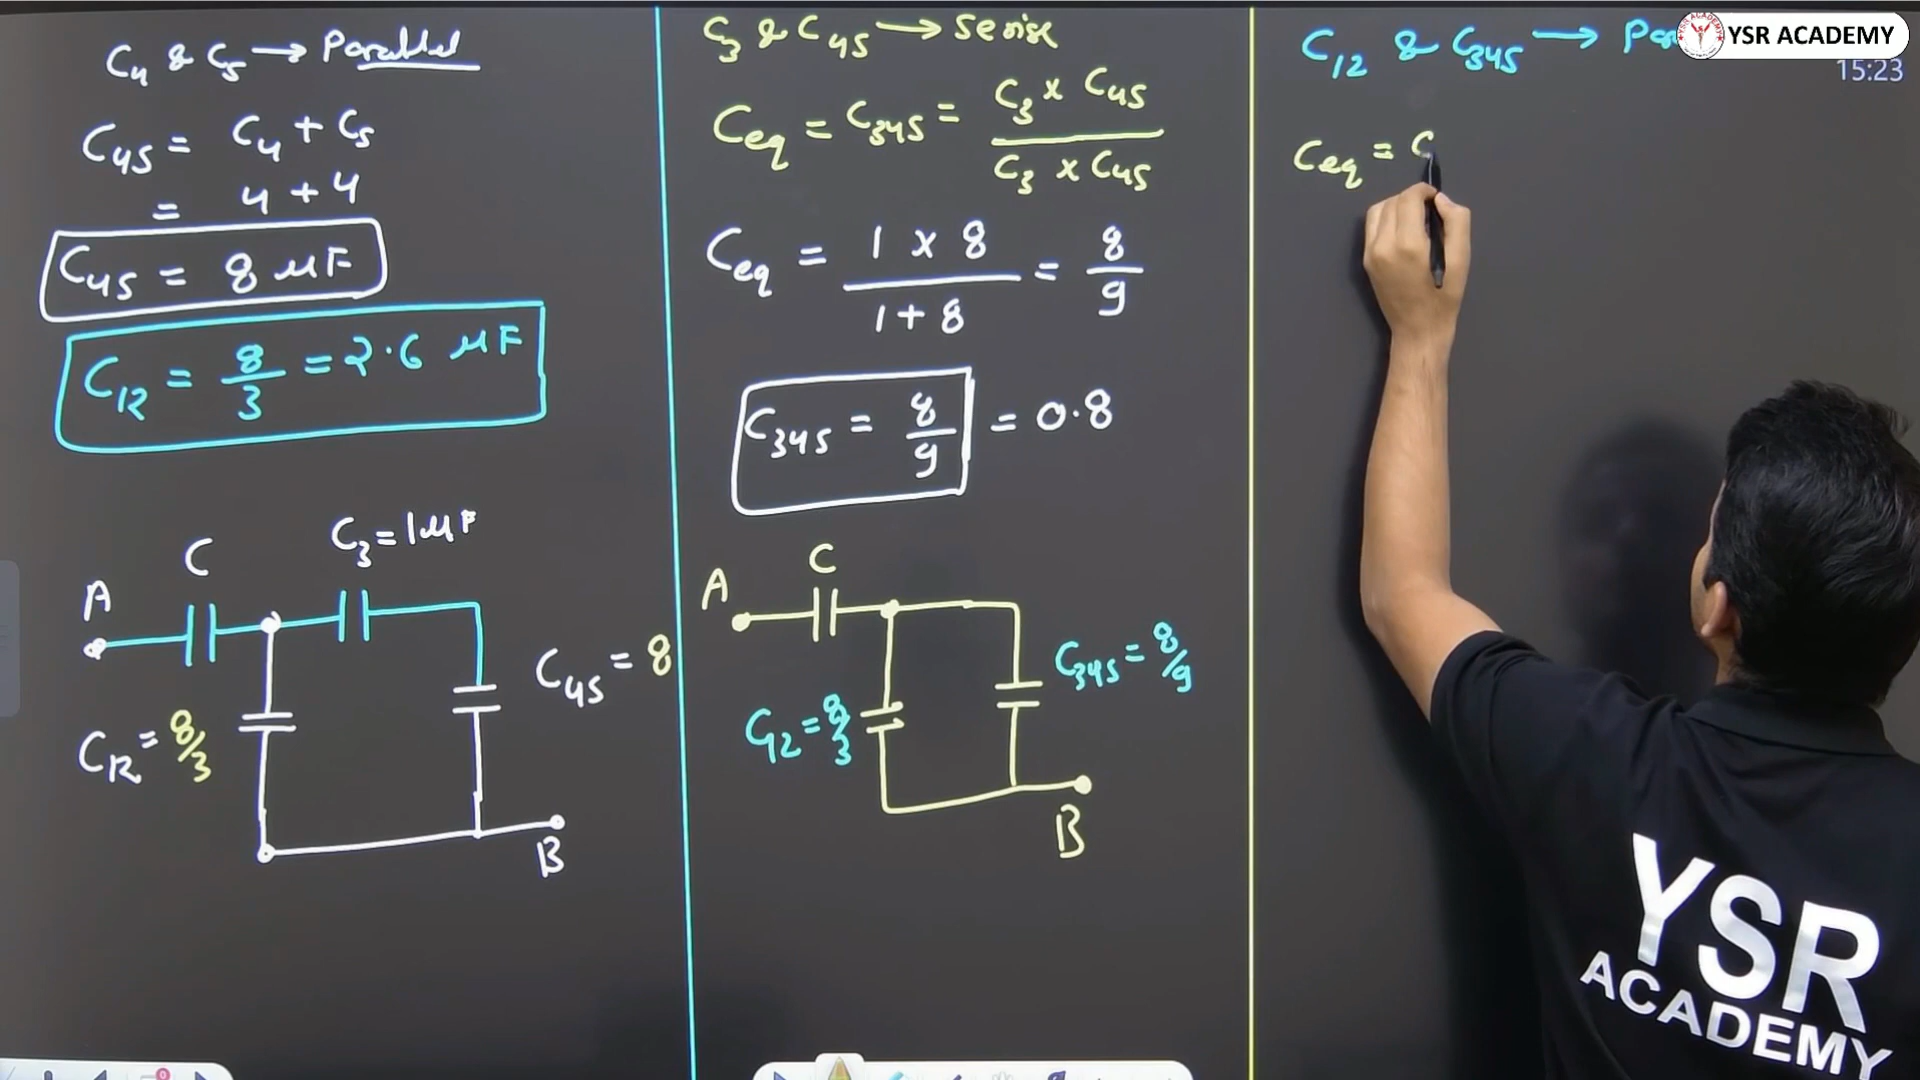 C4 & C5 → Parallel
C45 = C4 + C5
= 4 + 4
C45 = 8 μF
C12 = 8/3 = 2.6 μF
C
C3 = 1μF
A
C45 = 8
C12 = 8/3
B
C3 & C45 → Serise
Ceq = C345 = C3 × C45 / C3 × C45
Ceq = 1 × 8 / 1 + 8 = 8/9
C345 = 8/9 = 0.8
C
A
C345 = 8/9
C12 = 8/3
B
C12 & C345 →
YSR ACADEMY
15:23
Ceq = C
YSR
ACADEMY